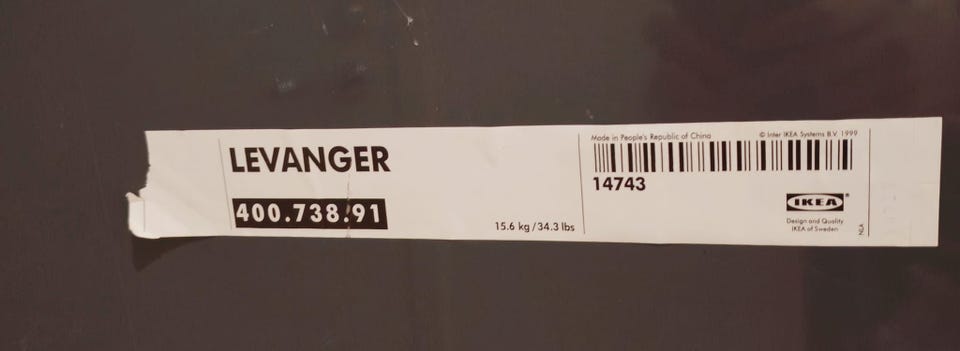 LEVANGER
400.738.91
15.6 kg/34.3 lbs
Made in People's Republic of China
© Inter IKEA Systems B.V. 1999
14743
IKEA®
Design and Quality
IKEA of Sweden
NLA